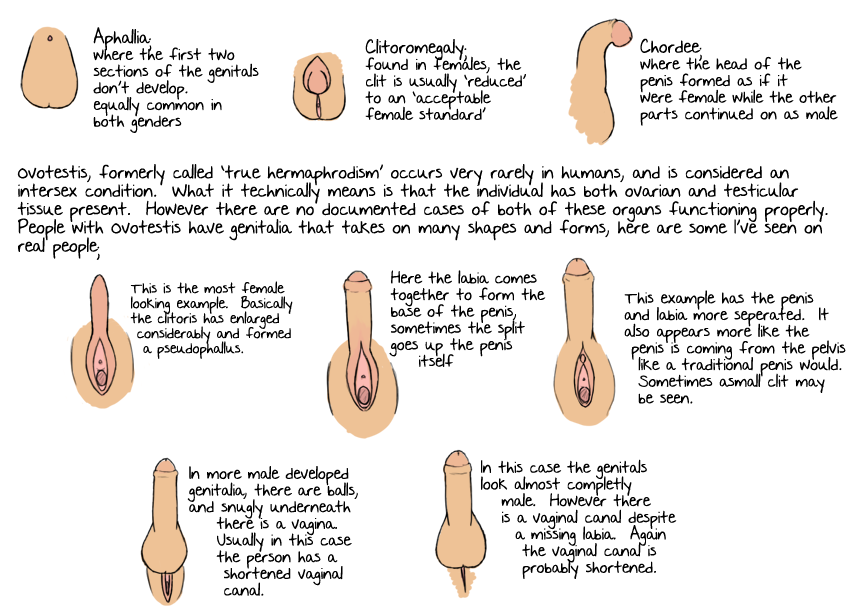 Aphallia;
where the first two
sections of the genitals
don't develop.
equally common in
both genders
Clitoromegaly;
found in females, the
clit is usually 'reduced'
to an 'acceptable
female standard'
Chordee;
where the head of the
penis formed as if it
were female while the other
parts continued on as male
Ovotestis, formerly called 'true hermaphrodism' occurs very rarely in humans, and is considered an
intersex condition. What it technically means is that the individual has both ovarian and testicular
tissue present. However there are no documented cases of both of these organs functioning properly.
People with Ovotestis have genitalia that takes on many shapes and forms, here are some I've seen on
real people;
This is the most female
looking example. Basically
the clitoris has enlarged
considerably and formed
a pseudophallus.
Here the labia comes
together to form the
base of the penis,
sometimes the split
goes up the penis
itself
This example has the penis
and labia more seperated. It
also appears more like the
penis is coming from the pelvis
like a traditional penis would.
Sometimes asmall clit may
be seen.
In more male developed
genitalia, there are balls,
and snugly underneath
there is a vagina.
Usually in this case
the person has a
shortened vaginal
canal.
In this case the genitals
look almost completly
male. However there
is a vaginal canal despite
a missing labia. Again
the vaginal canal is
probably shortened.